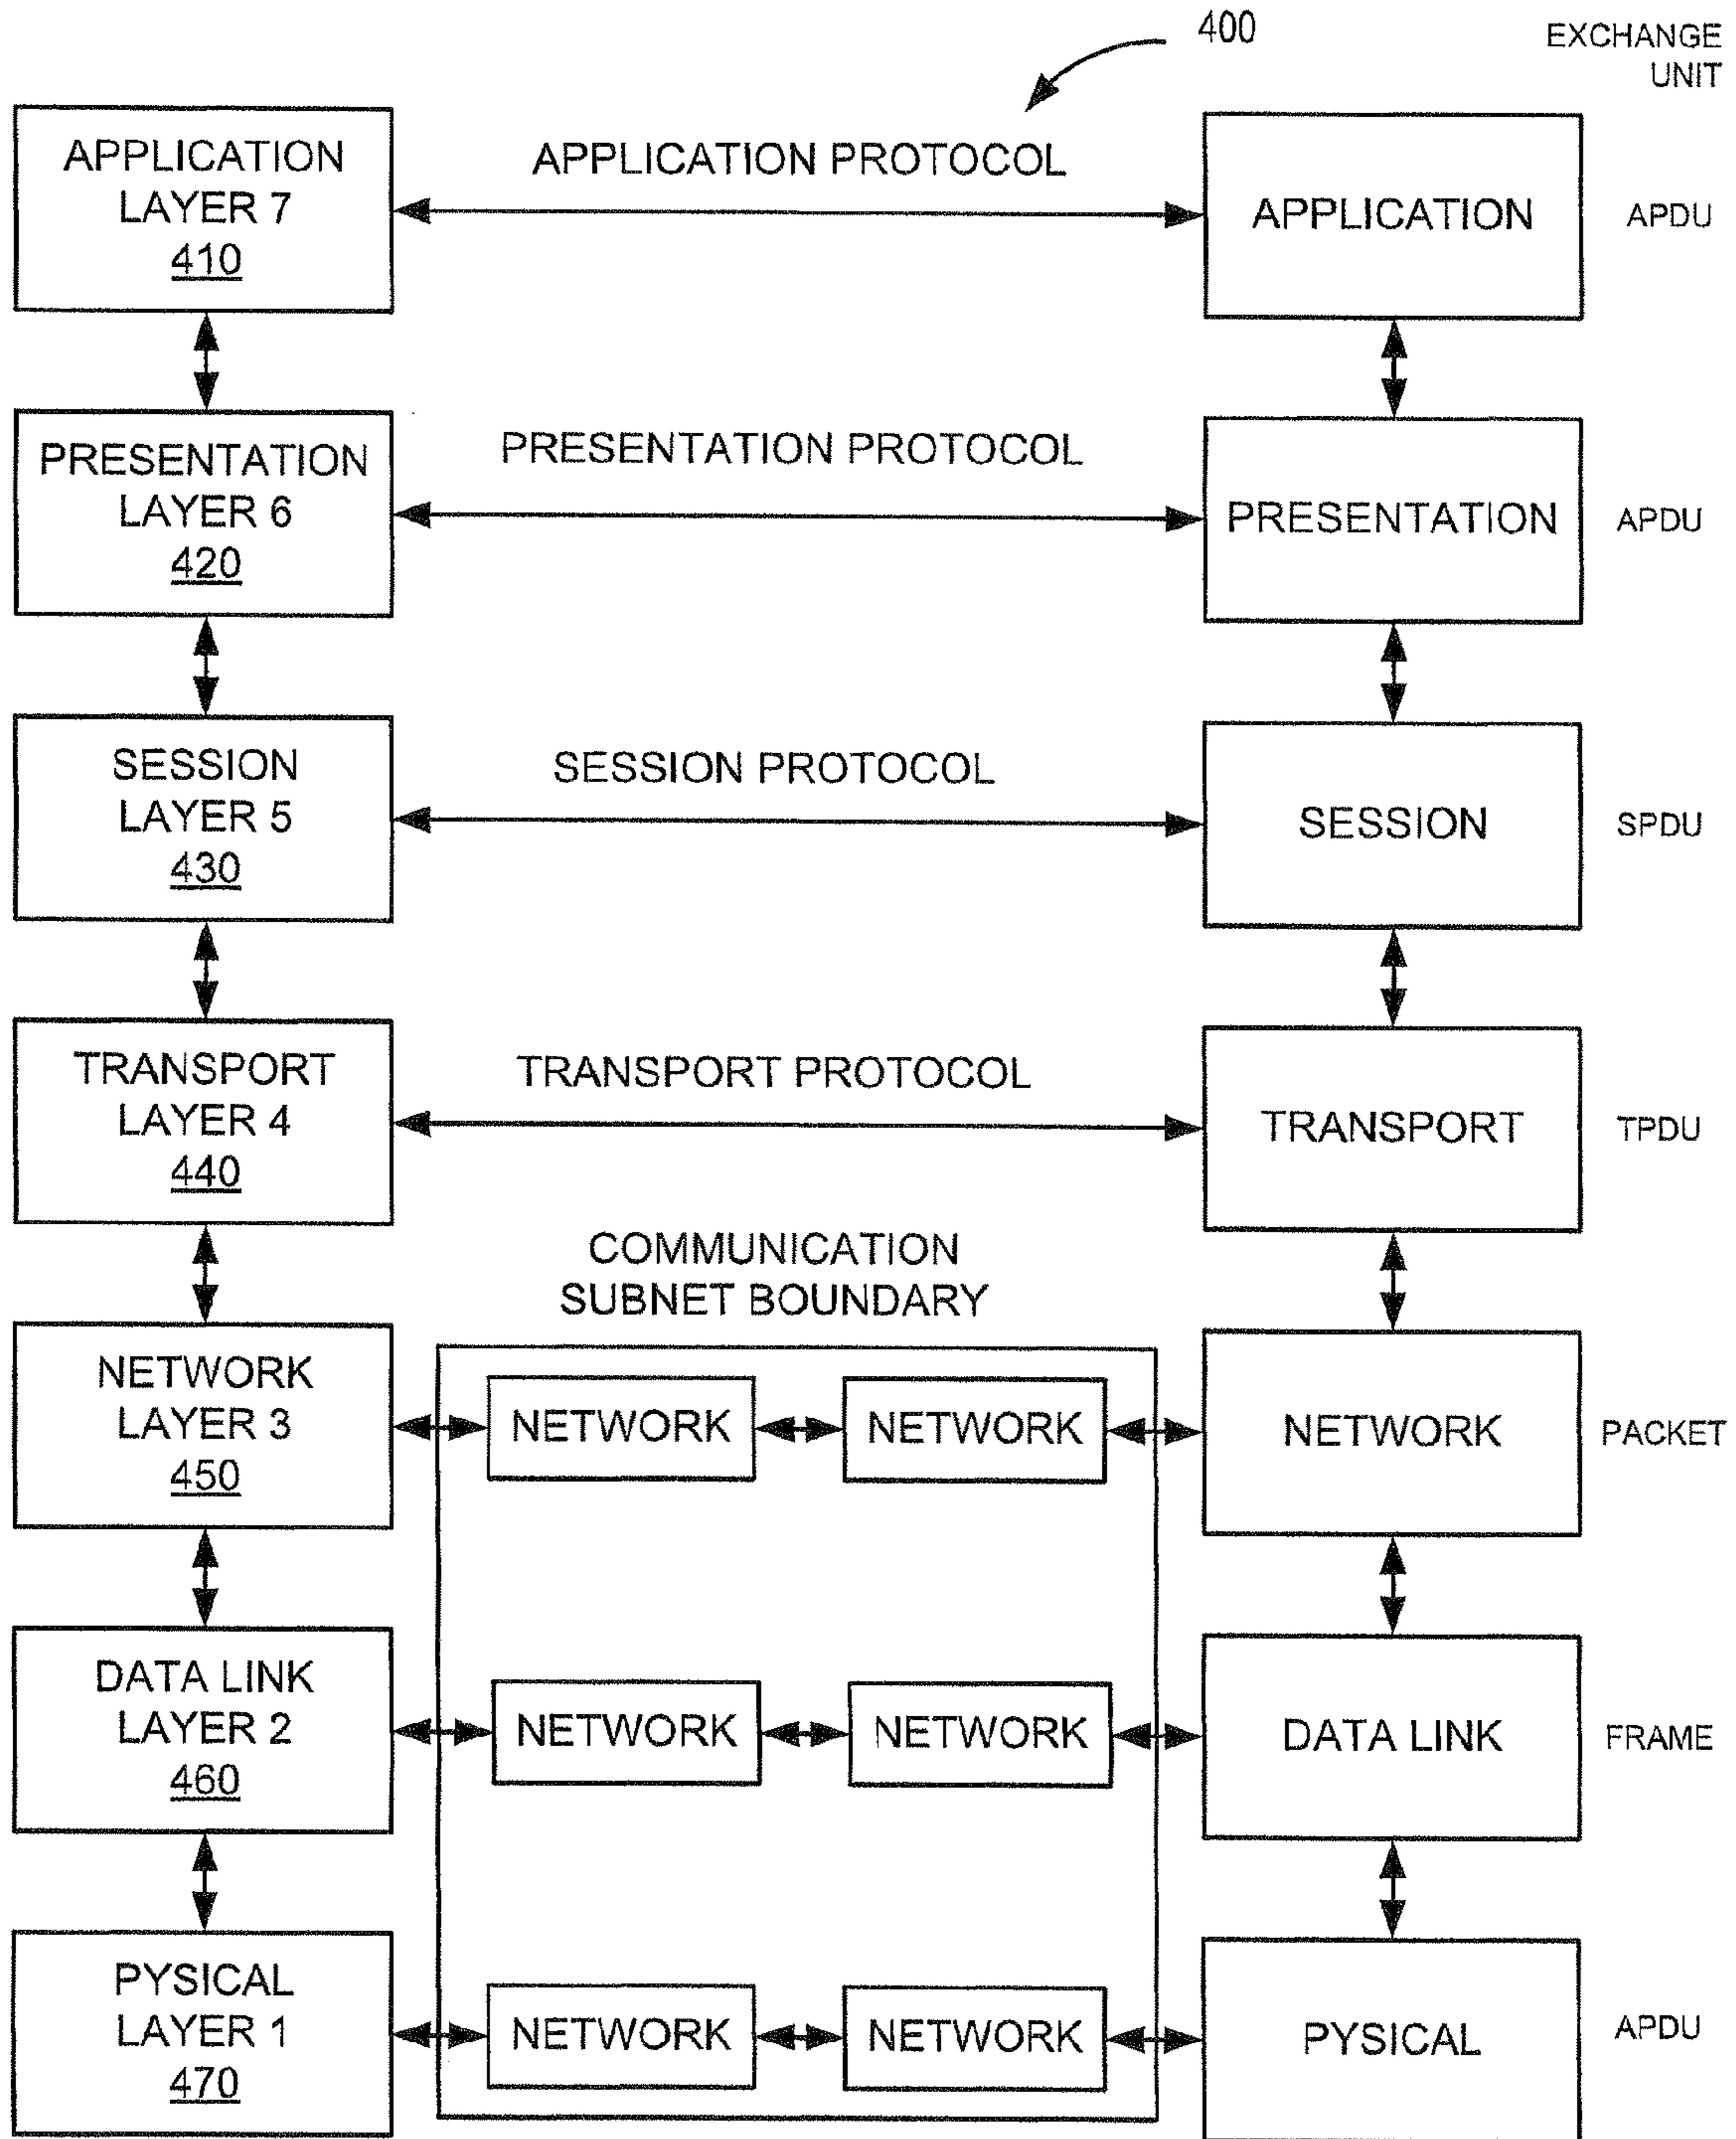 400
EXCHANGE
UNIT
APPLICATION
LAYER 7
410
APPLICATION PROTOCOL
APPLICATION
APDU
PRESENTATION
LAYER 6
420
PRESENTATION PROTOCOL
PRESENTATION
APDU
SESSION
LAYER 5
430
SESSION PROTOCOL
SESSION
SPDU
TRANSPORT
LAYER 4
440
TRANSPORT PROTOCOL
TRANSPORT
TPDU
COMMUNICATION
SUBNET BOUNDARY
NETWORK
LAYER 3
450
NETWORK
NETWORK
NETWORK
PACKET
DATA LINK
LAYER 2
460
NETWORK
NETWORK
DATA LINK
FRAME
PYSICAL
LAYER 1
470
NETWORK
NETWORK
PYSICAL
APDU